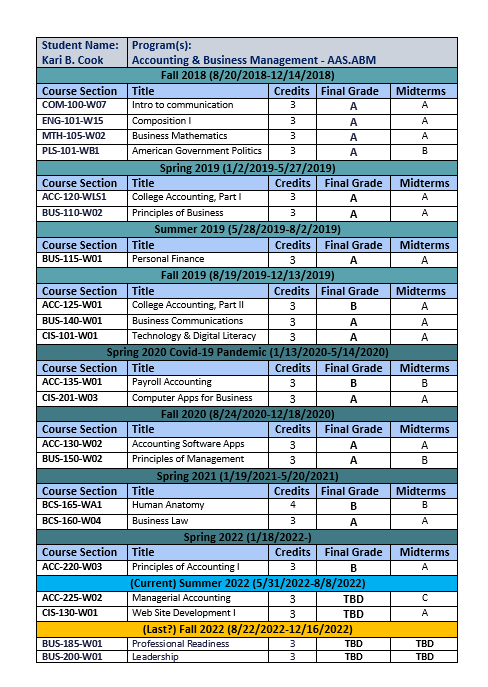 Student Name: Program(s):
Kari B. Cook Accounting & Business Management - AAS.ABM
Fall 2018 (8/20/2018-12/14/2018)
Course Section Title Credits Final Grade Midterms
COM-100-W07 Intro to communication 3 A A
ENG-101-W15 Composition I 3 A A
MTH-105-W02 Business Mathematics 3 A A
PLS-101-WB1 American Government Politics 3 A B
Spring 2019 (1/2/2019-5/27/2019)
Course Section Title Credits Final Grade Midterms
ACC-120-WLS1 College Accounting, Part I 3 A A
BUS-110-W02 Principles of Business 3 A A
Summer 2019 (5/28/2019-8/2/2019)
Course Section Title Credits Final Grade Midterms
BUS-115-W01 Personal Finance 3 A A
Fall 2019 (8/19/2019-12/13/2019)
Course Section Title Credits Final Grade Midterms
ACC-125-W01 College Accounting, Part II 3 B A
BUS-140-W01 Business Communications 3 A A
CIS-101-W01 Technology & Digital Literacy 3 A A
Spring 2020 Covid-19 Pandemic (1/13/2020-5/14/2020)
Course Section Title Credits Final Grade Midterms
ACC-135-W01 Payroll Accounting 3 B B
CIS-201-W03 Computer Apps for Business 3 A A
Fall 2020 (8/24/2020-12/18/2020)
Course Section Title Credits Final Grade Midterms
ACC-130-W02 Accounting Software Apps 3 A A
BUS-150-W02 Principles of Management 3 A B
Spring 2021 (1/19/2021-5/20/2021)
Course Section Title Credits Final Grade Midterms
BCS-165-WA1 Human Anatomy 4 B B
BCS-160-W04 Business Law 3 A A
Spring 2022 (1/18/2022-)
Course Section Title Credits Final Grade Midterms
ACC-220-W03 Principles of Accounting I 3 B A
(Current) Summer 2022 (5/31/2022-8/8/2022)
ACC-225-W02 Managerial Accounting 3 TBD C
CIS-130-W01 Web Site Development I 3 TBD A
(Last?) Fall 2022 (8/22/2022-12/16/2022)
BUS-185-W01 Professional Readiness 3 TBD TBD
BUS-200-W01 Leadership 3 TBD TBD